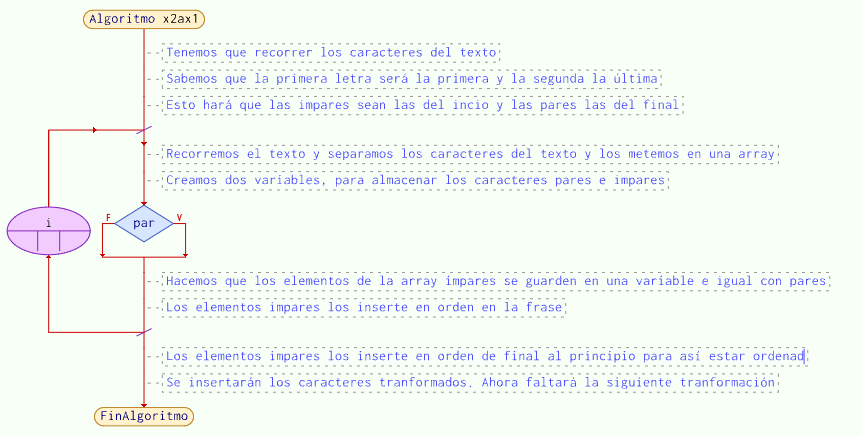 Algoritmo x2ax1
Tenemos que recorrer los caracteres del texto
Sabemos que la primera letra será la primera y la segunda la última
Esto hará que las impares sean las del incio y las pares las del final
Recorremos el texto y separamos los caracteres del texto y los metemos en una array
Creamos dos variables, para almacenar los caracteres pares e impares
i
F
par
V
Hacemos que los elementos de la array impares se guarden en una variable e igual con pares
Los elementos impares los inserte en orden en la frase
Los elementos impares los inserte en orden de final al principio para así estar ordenad
Se insertarán los caracteres tranformados. Ahora faltará la siguiente tranformación
FinAlgoritmo